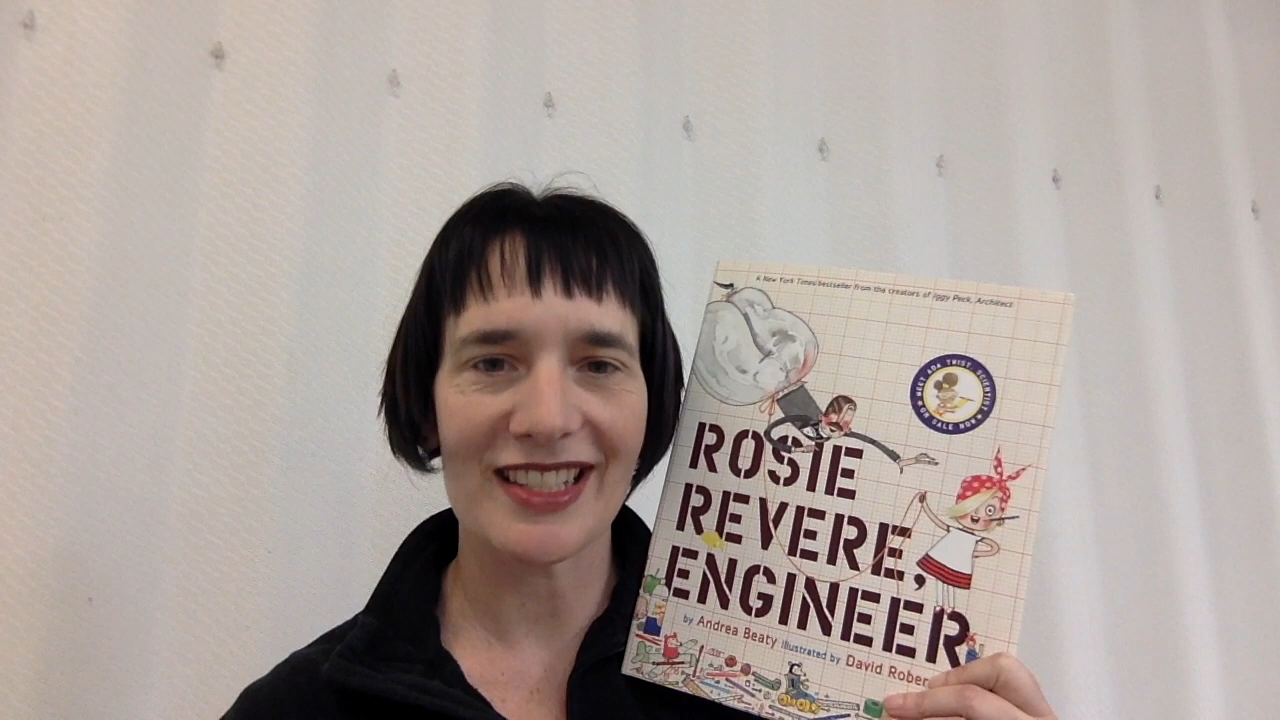 A New York Times bestseller from the creators of Iggy Peck, Architect
MEET ADA TWIST, SCIENTIST
ON SALE NOW
ROSIE
REVERE,
ENGINEER
by Andrea Beaty illustrated by David Rober